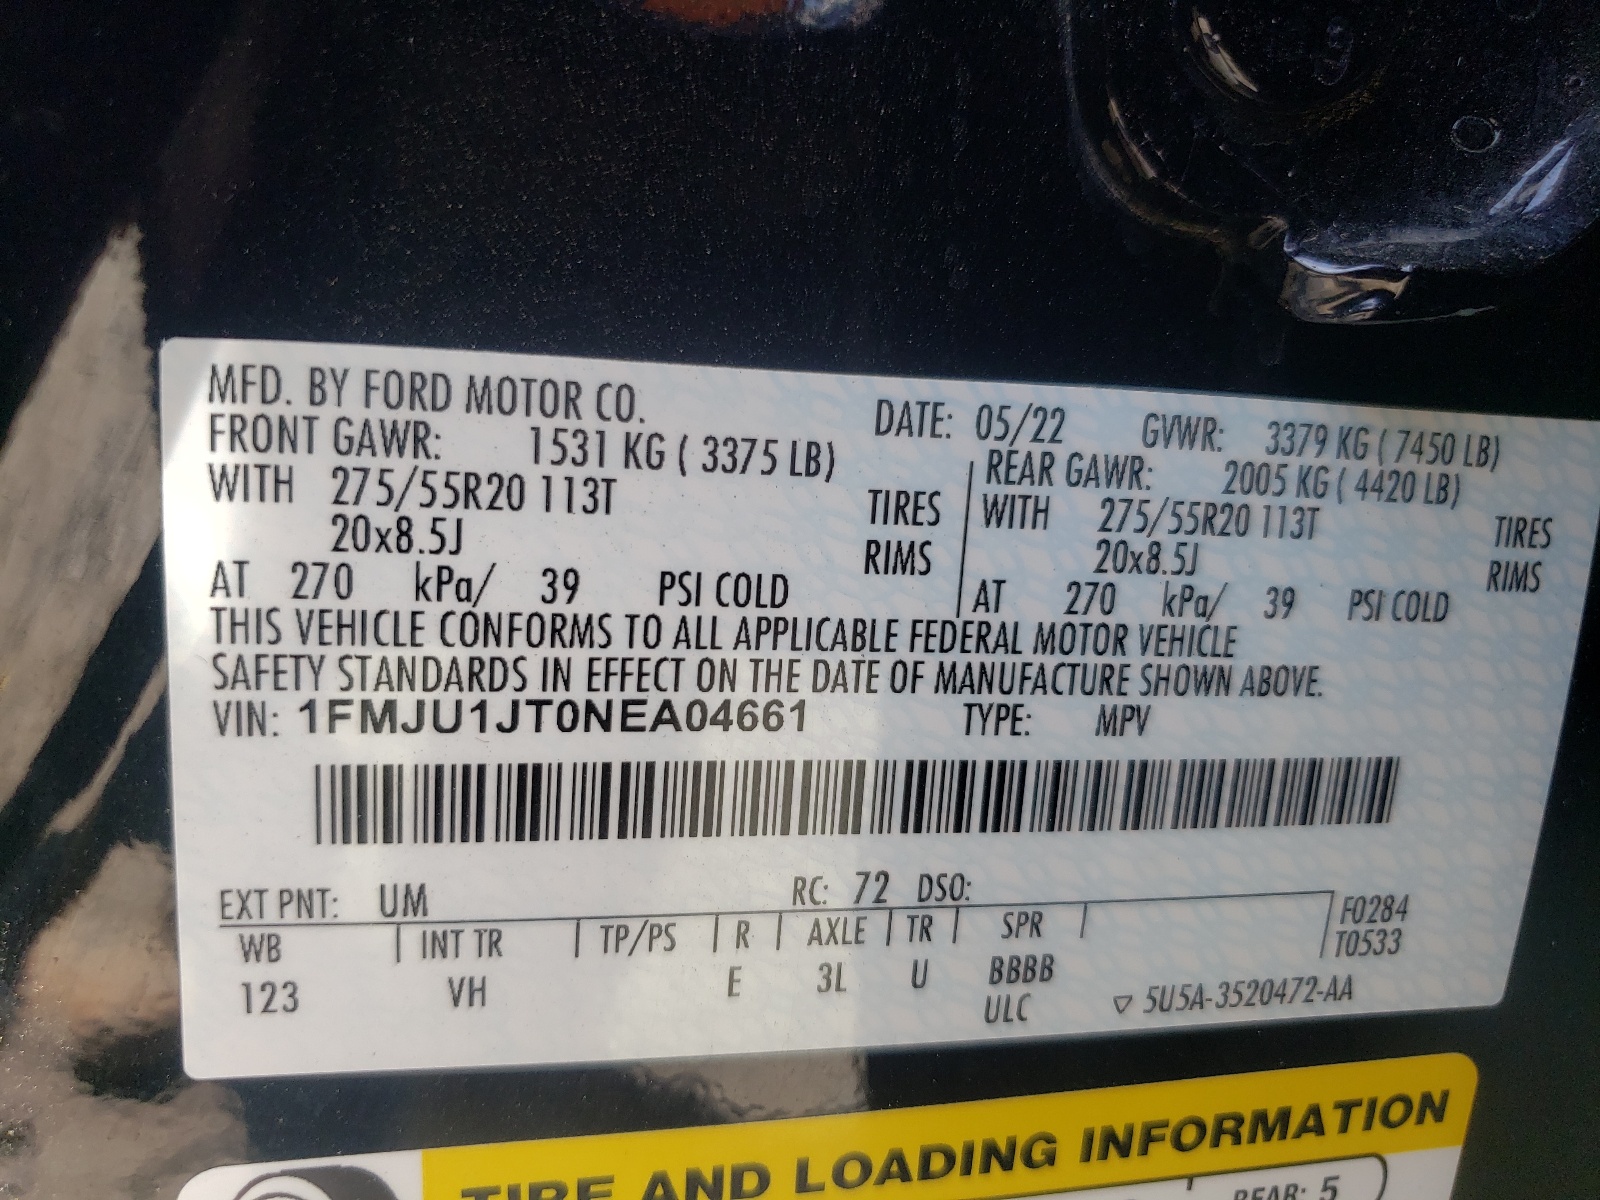 MFD. BY FORD MOTOR CO.
DATE: 05/22 GVWR: 3379 KG ( 7450 LB)
FRONT GAWR: 1531 KG ( 3375 LB)
WITH 275/55R20 113T TIRES
20x8.5J RIMS
AT 270 kPa/ 39 PSI COLD
REAR GAWR: 2005 KG ( 4420 LB)
WITH 275/55R20 113T TIRES
20x8.5J RIMS
AT 270 kPa/ 39 PSI COLD
THIS VEHICLE CONFORMS TO ALL APPLICABLE FEDERAL MOTOR VEHICLE
SAFETY STANDARDS IN EFFECT ON THE DATE OF MANUFACTURE SHOWN ABOVE.
VIN: 1FMJU1JT0NEA04661 TYPE: MPV
EXT PNT: UM RC: 72 DSO:
WB INT TR TP/PS R AXLE TR SPR F0284
T0533
123 VH E 3L U BBBB
ULC ▽ 5U5A-3520472-AA
TIRE AND LOADING INFORMATION
REAR: 5